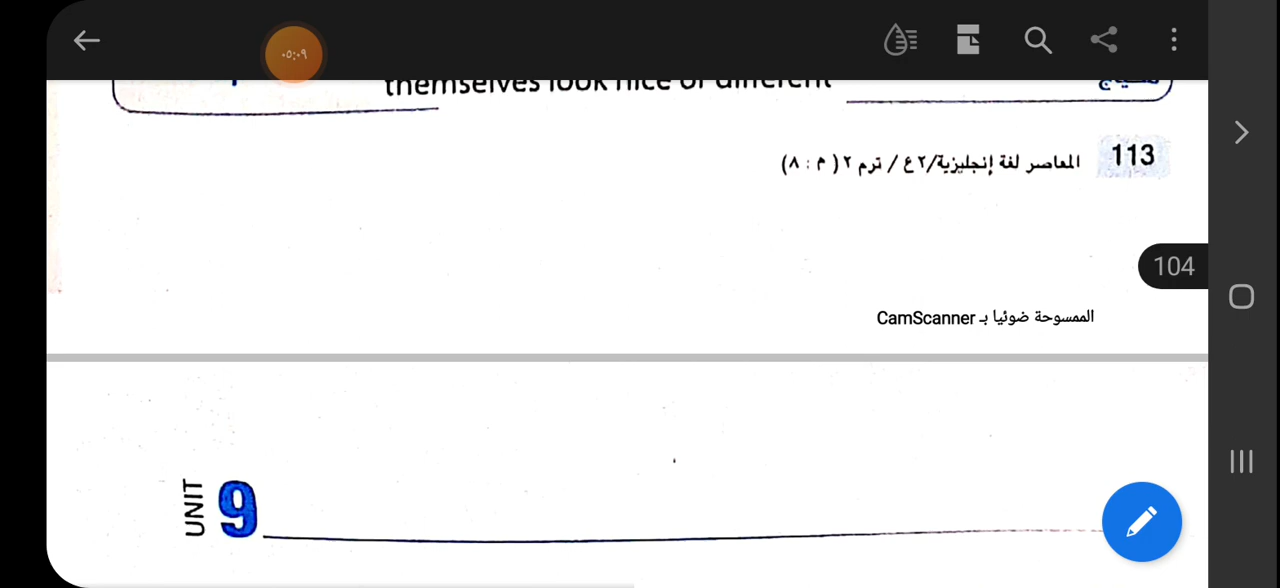 ٠٥:٠٩
themselves look nice or different
113 المعاصر لغة إنجليزية/٢ ع / ترم ٢ ( م : ٨ )
104
الممسوحة ضوئيا بـ CamScanner
UNIT 9